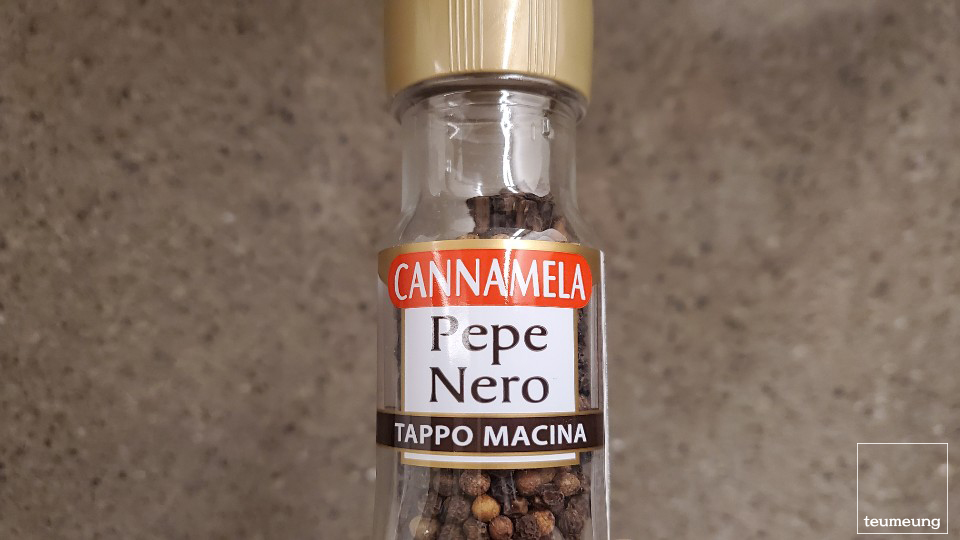 CANNAMELA
Pepe
Nero
TAPPO MACINA
teumeung